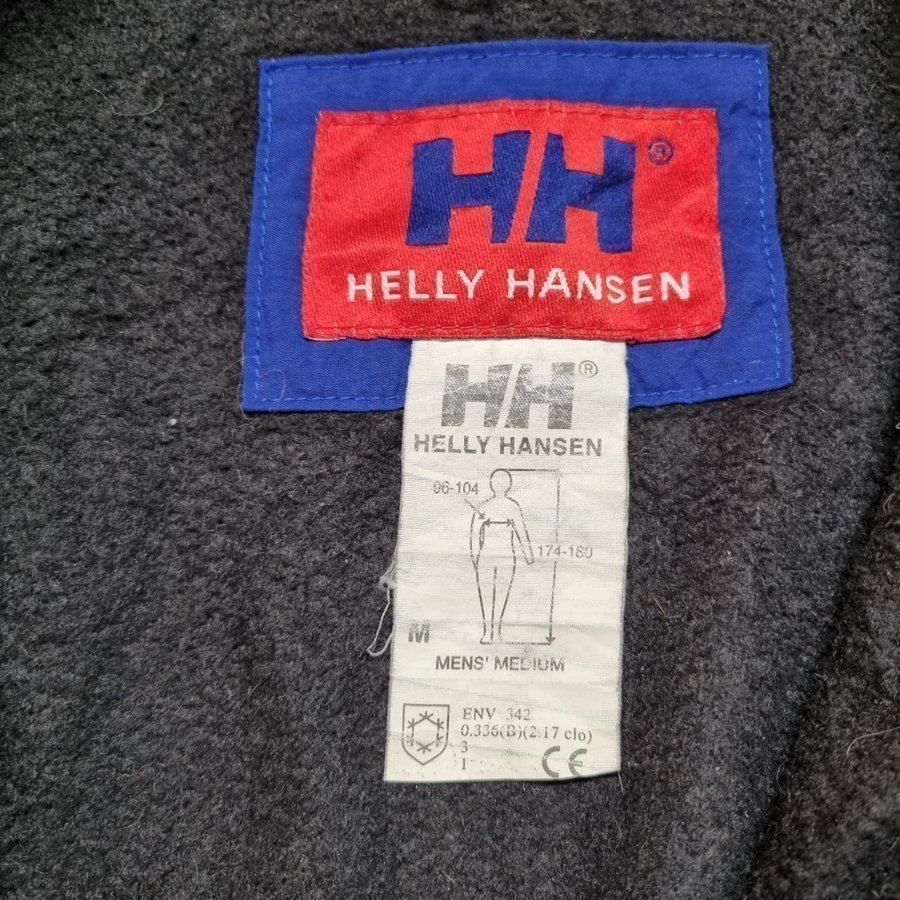 HH®
HELLY HANSEN
HH®
HELLY HANSEN
96-104
174-180
M
MENS' MEDIUM
ENV 342
0.336(B)(2.17 clo)
3
1
CE